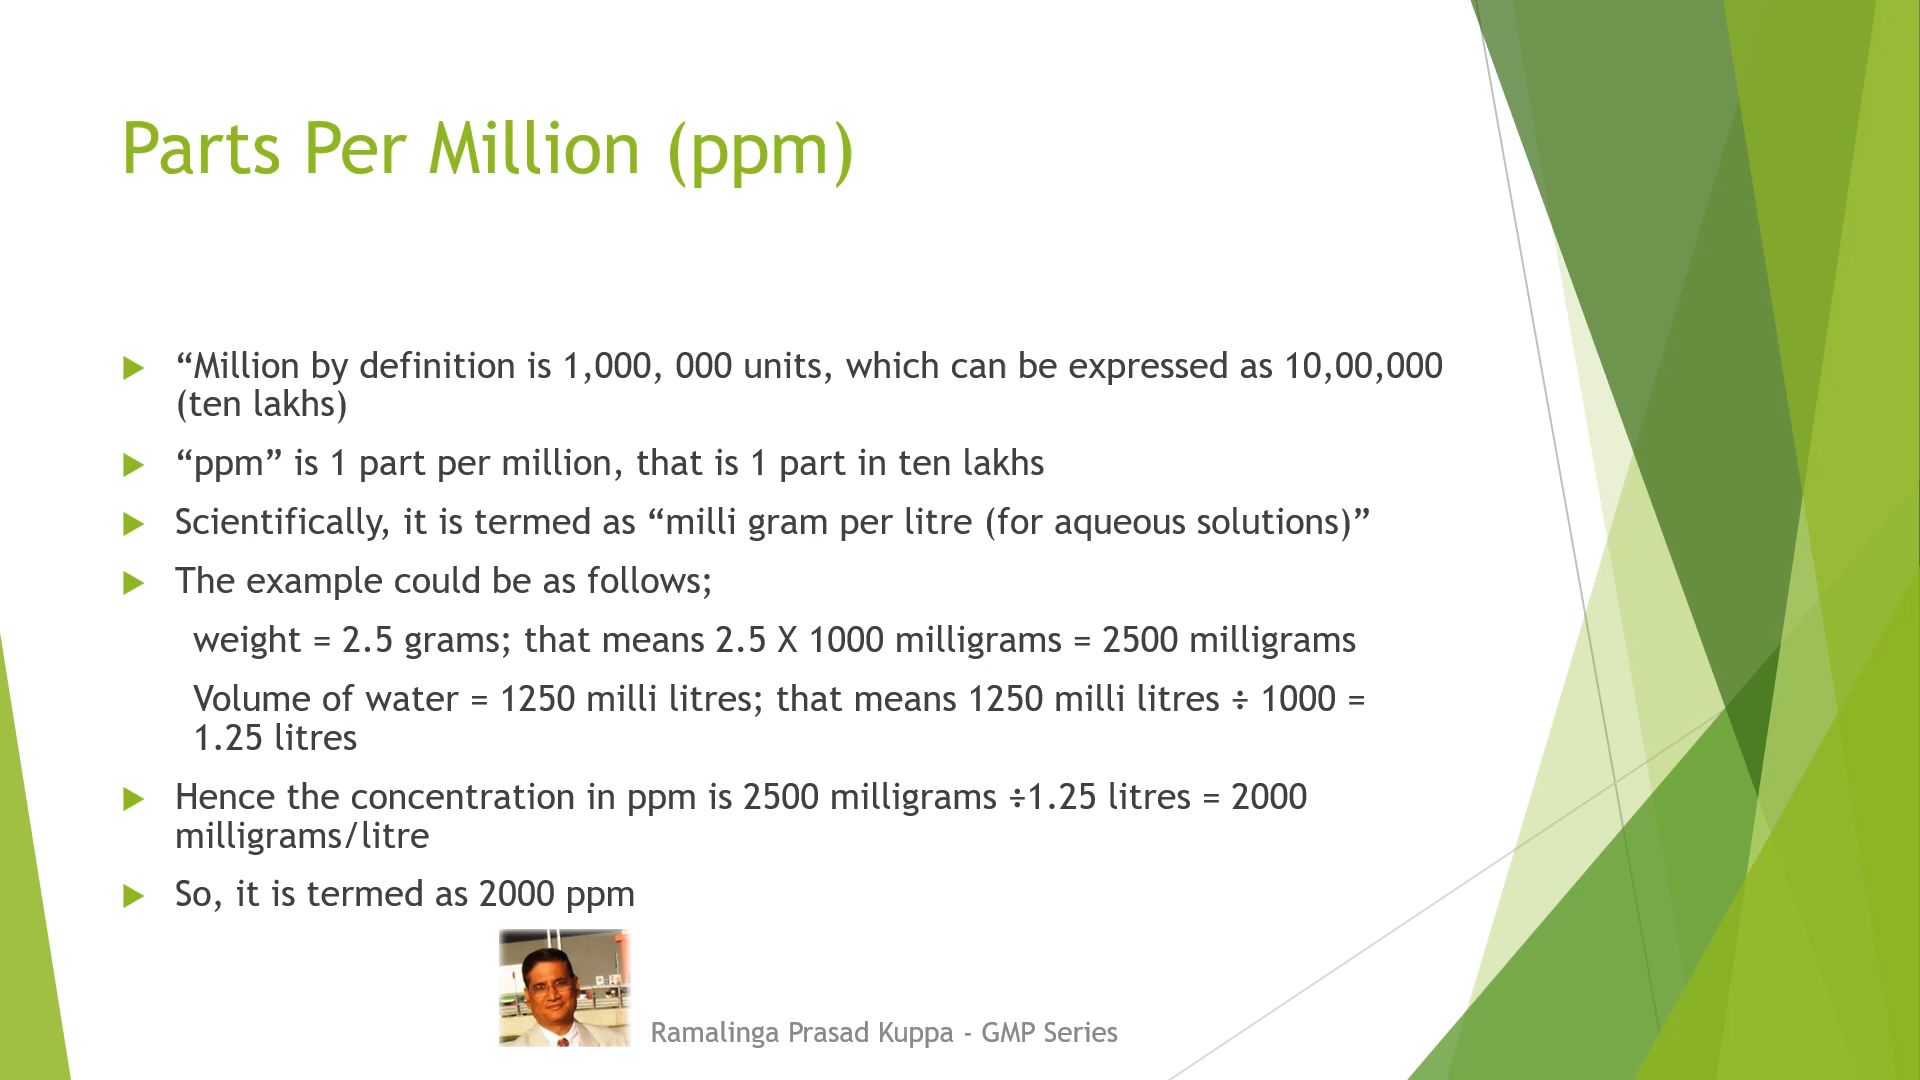 Parts Per Million (ppm)
“Million by definition is 1,000, 000 units, which can be expressed as 10,00,000
(ten lakhs)
“ppm” is 1 part per million, that is 1 part in ten lakhs
Scientifically, it is termed as “milli gram per litre (for aqueous solutions)”
The example could be as follows;
weight = 2.5 grams; that means 2.5 X 1000 milligrams = 2500 milligrams
Volume of water = 1250 milli litres; that means 1250 milli litres ÷ 1000 =
1.25 litres
Hence the concentration in ppm is 2500 milligrams ÷1.25 litres = 2000
milligrams/litre
So, it is termed as 2000 ppm
Ramalinga Prasad Kuppa - GMP Series